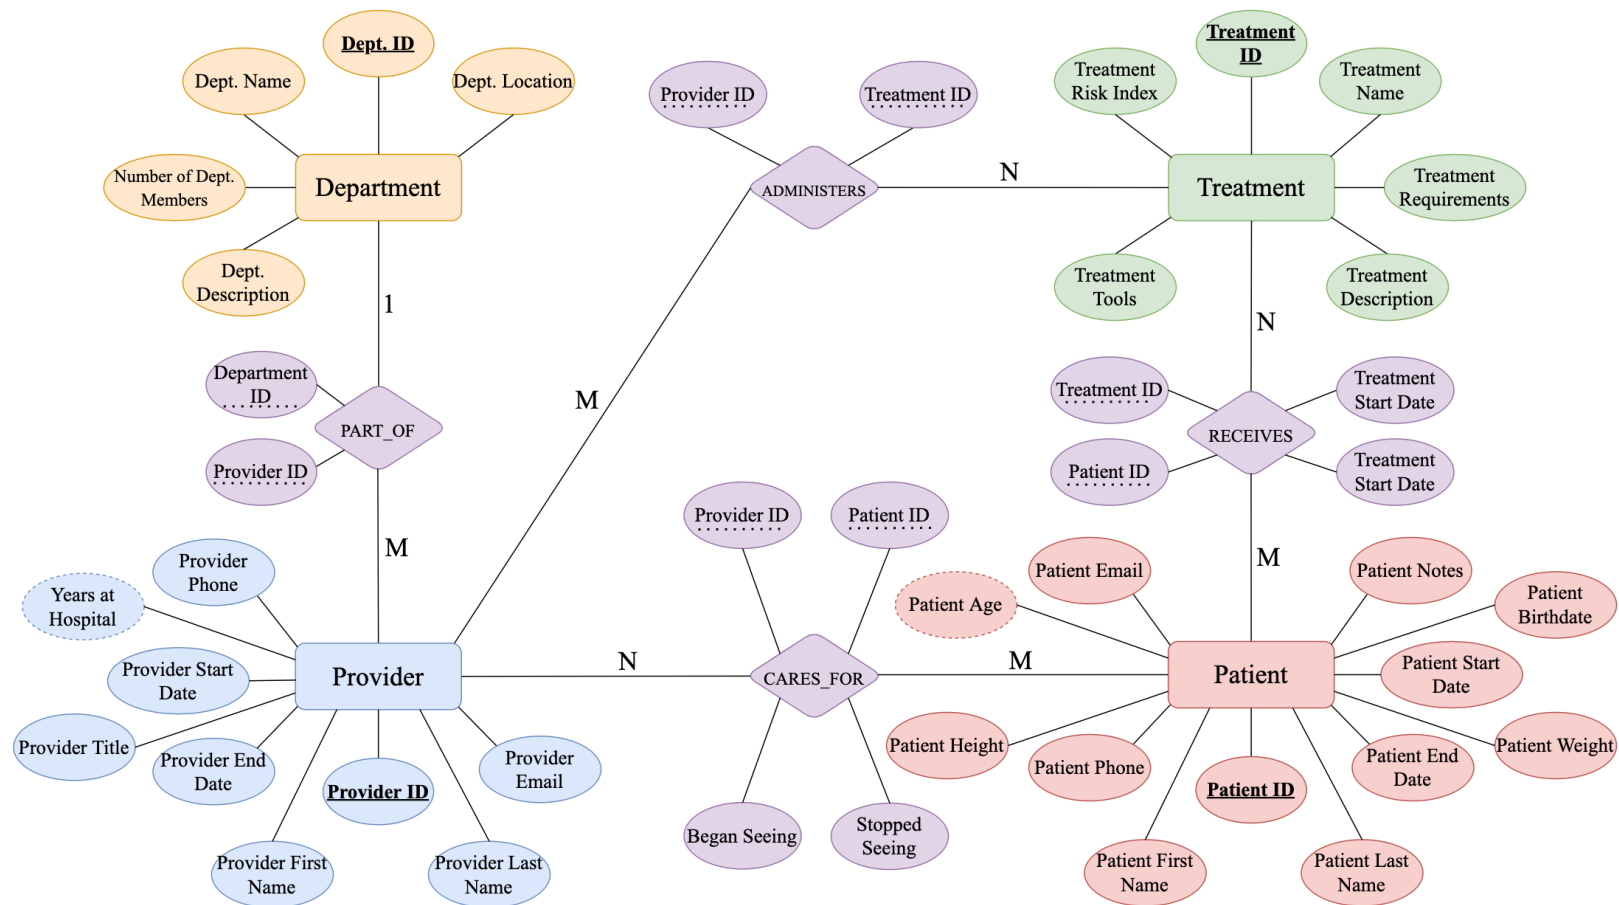 Dept. ID
Dept. Name
Dept. Location
Number of Dept.
Members
Department
Dept.
Description
1
Department
ID
PART_OF
Provider ID
M
Provider ID
Treatment ID
ADMINISTERS
N
M
Treatment
ID
Treatment
Risk Index
Treatment
Name
Treatment
Treatment
Requirements
Treatment
Tools
Treatment
Description
N
Treatment ID
Treatment
Start Date
RECEIVES
Patient ID
Treatment
Start Date
M
Provider
Phone
Years at
Hospital
Provider Start
Date
Provider
Provider Title
Provider End
Date
Provider ID
Provider
Email
Provider First
Name
Provider Last
Name
N
Provider ID
Patient ID
CARES_FOR
M
Began Seeing
Stopped
Seeing
Patient Email
Patient Notes
Patient Age
Patient
Birthdate
Patient
Patient Start
Date
Patient Height
Patient Phone
Patient ID
Patient End
Date
Patient Weight
Patient First
Name
Patient Last
Name